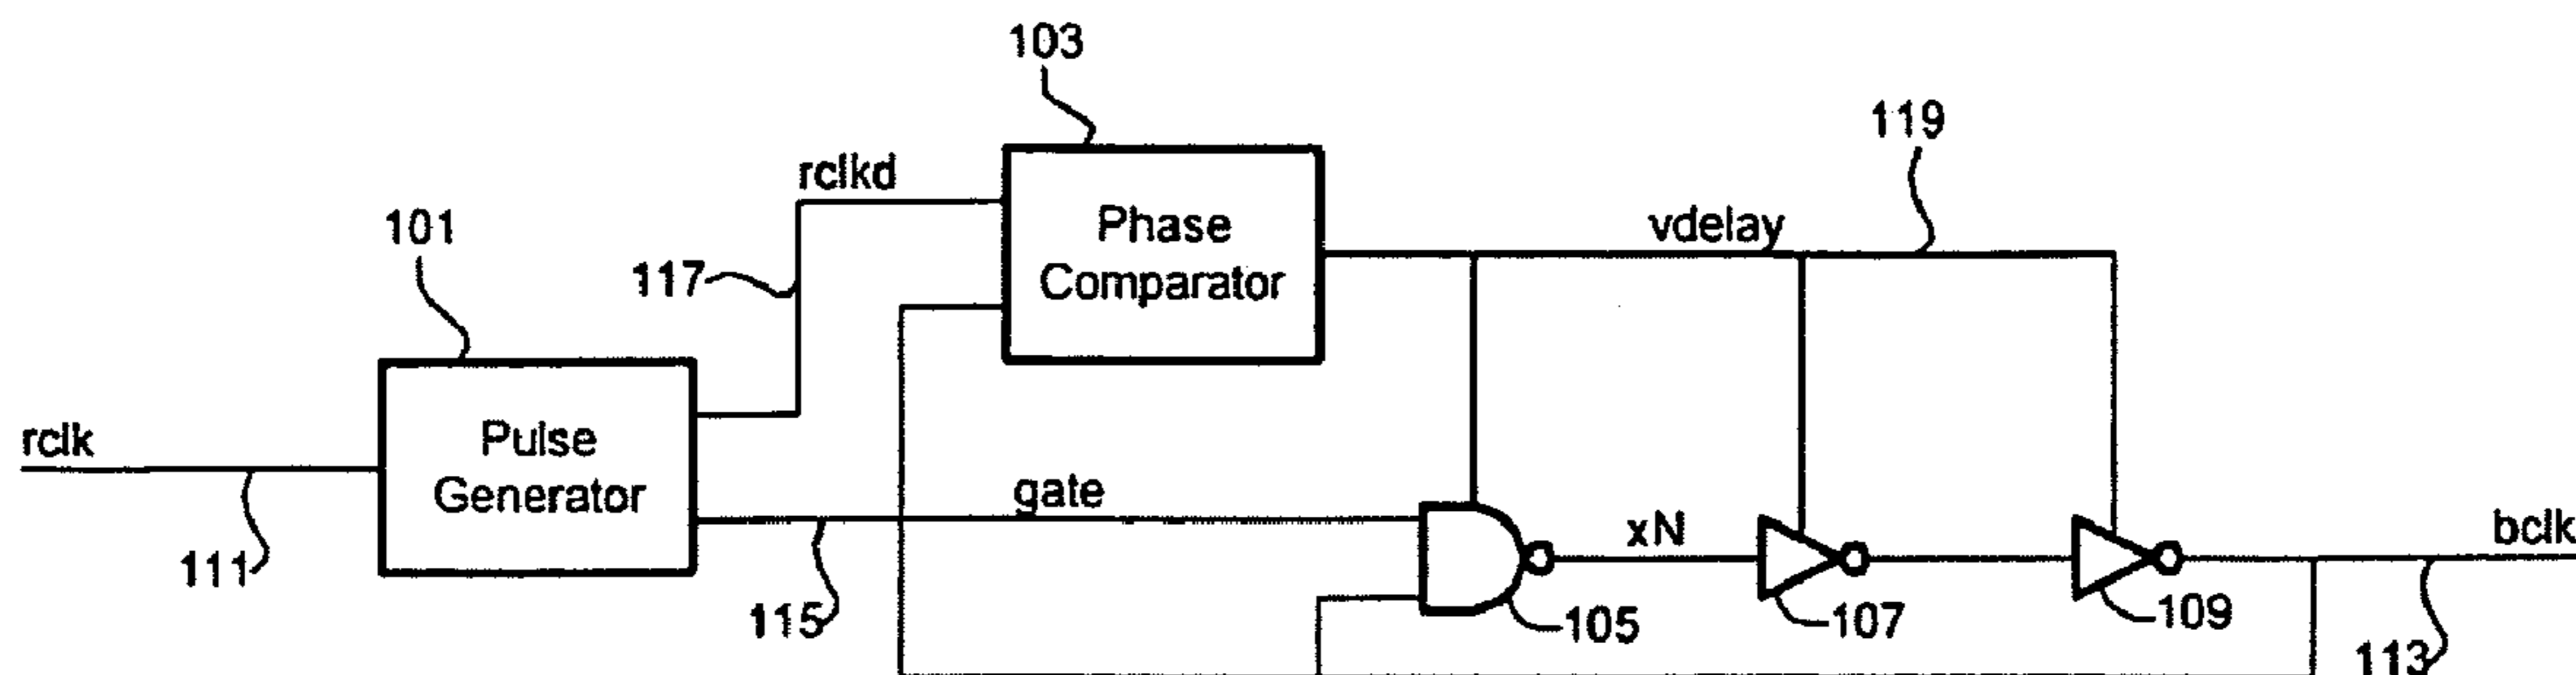 103
119
rclkd
vdelay
Phase
Comparator
101
117
rclk
Pulse
Generator
gate
xN
bclk
111
115
105
107
109
113